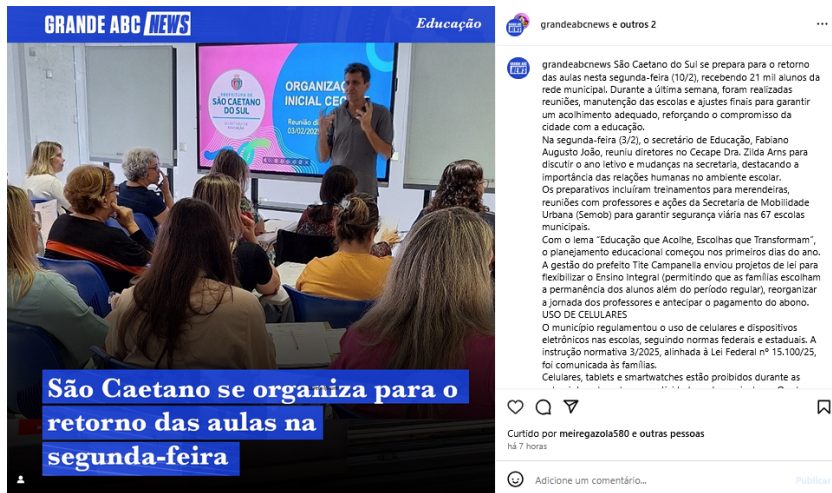 GRANDE ABC NEWS
Educação
PREFEITURA DE
SÃO CAETANO
DO SUL
SECRETARIA DE
EDUCAÇÃO
ORGANIZAÇ
INICIAL CEC
Reunião d
03/02/2025
São Caetano se organiza para o
retorno das aulas na
segunda-feira
grandeabcnews e outros 2
grandeabcnews São Caetano do Sul se prepara para o retorno
das aulas nesta segunda-feira (10/2), recebendo 21 mil alunos da
rede municipal. Durante a última semana, foram realizadas
reuniões, manutenção das escolas e ajustes finais para garantir
um acolhimento adequado, reforçando o compromisso da
cidade com a educação.
Na segunda-feira (3/2), o secretário de Educação, Fabiano
Augusto João, reuniu diretores no Cecape Dra. Zilda Arns para
discutir o ano letivo e mudanças na secretaria, destacando a
importância das relações humanas no ambiente escolar.
Os preparativos incluíram treinamentos para merendeiras,
reuniões com professores e ações da Secretaria de Mobilidade
Urbana (Semob) para garantir segurança viária nas 67 escolas
municipais.
Com o lema "Educação que Acolhe, Escolhas que Transformam",
o planejamento educacional começou nos primeiros dias do ano.
A gestão do prefeito Tite Campanella enviou projetos de lei para
flexibilizar o Ensino Integral (permitindo que as famílias escolham
a permanência dos alunos além do período regular), reorganizar
a jornada dos professores e antecipar o pagamento do abono.
USO DE CELULARES
O município regulamentou o uso de celulares e dispositivos
eletrônicos nas escolas, seguindo normas federais e estaduais. A
instrução normativa 3/2025, alinhada à Lei Federal nº 15.100/25,
foi comunicada às famílias.
Celulares, tablets e smartwatches estão proibidos durante as
Curtido por meiregazola580 e outras pessoas
há 7 horas
Adicione um comentário...
Publicar